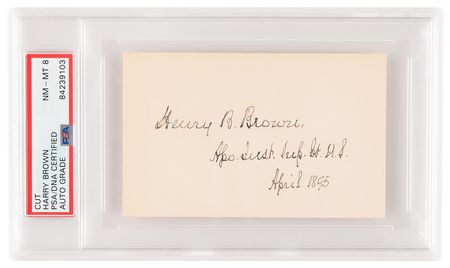 CUT
HARRY BROWN
PSA/DNA CERTIFIED
AUTO GRADE
NM - MT 8
84239103
PSA
Henry B. Brown,
Aso. Just. Sup. Ct. U.S.
April. 1895